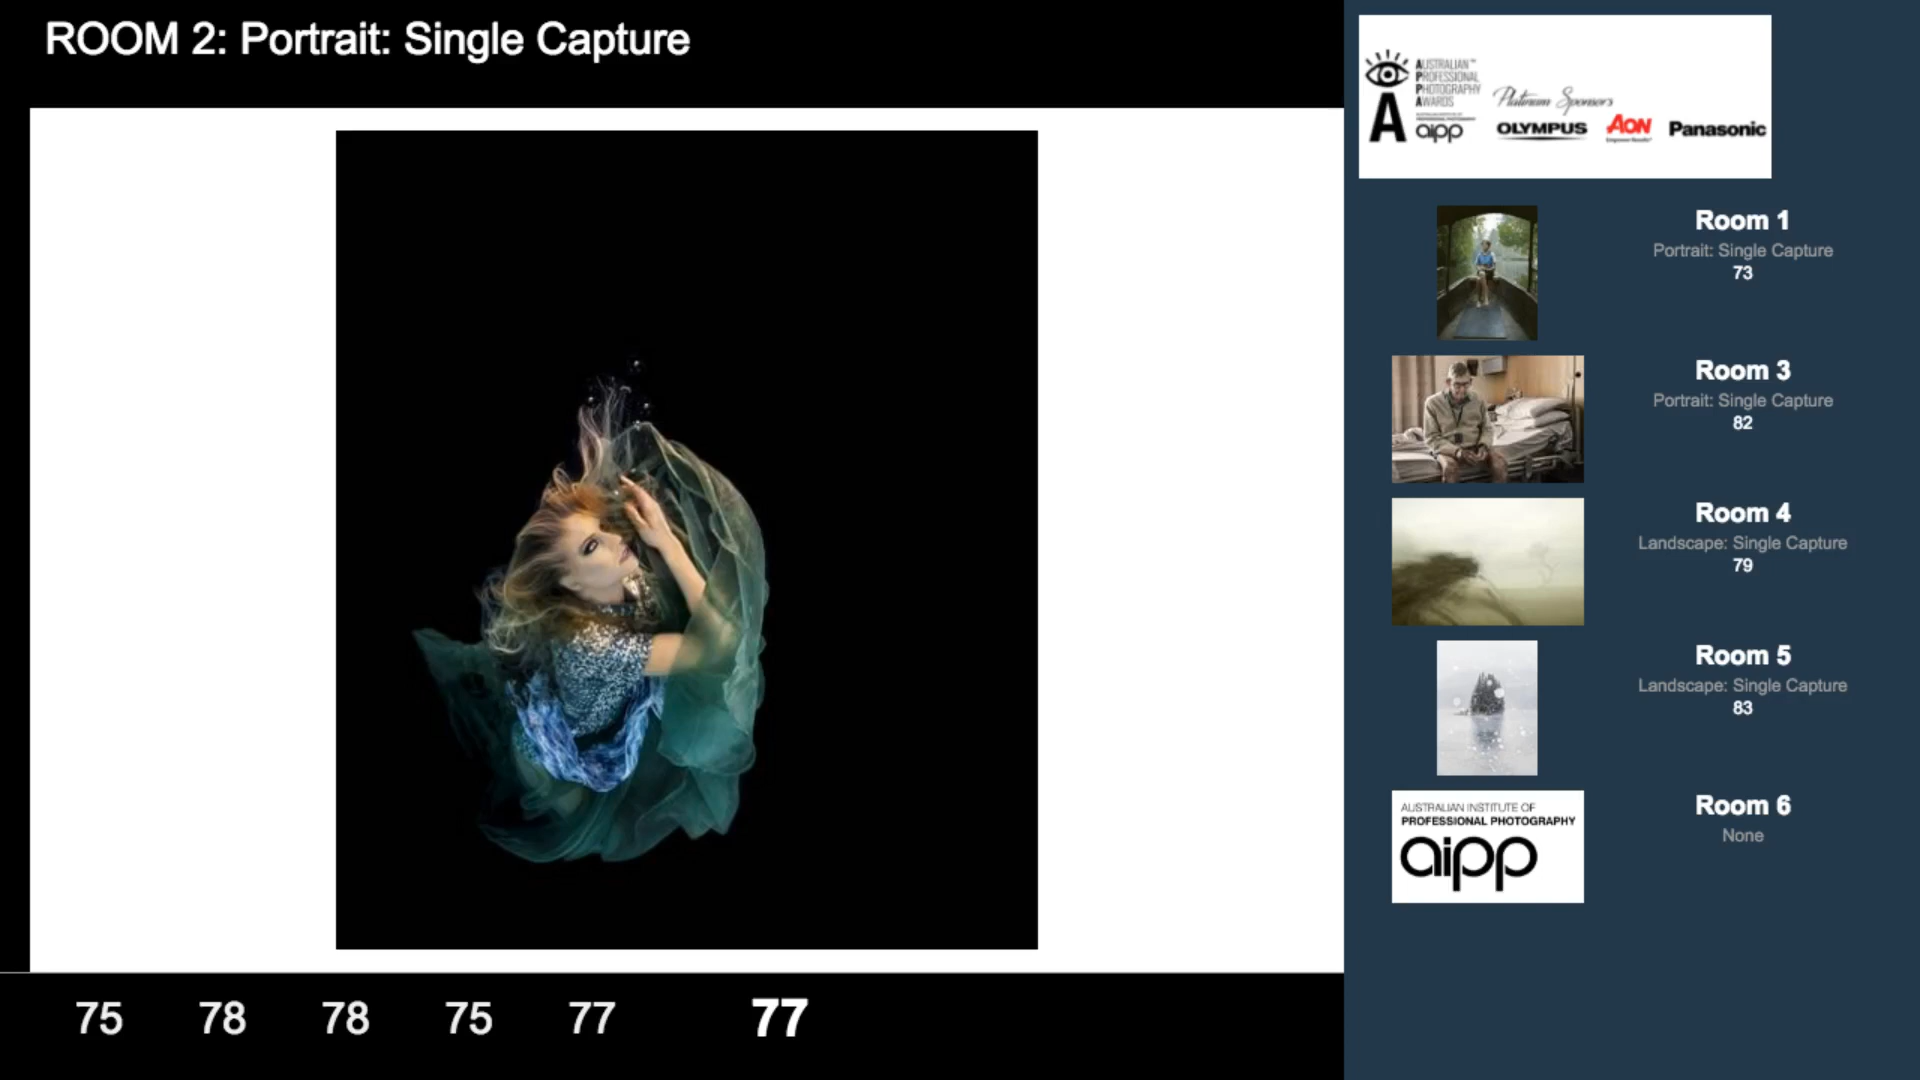 ROOM 2: Portrait: Single Capture
75 78 78 75 77 77
AUSTRALIAN™
PROFESSIONAL
PHOTOGRAPHY
AWARDS
aipp
Platinum Sponsors
OLYMPUS AON Panasonic
Room 1
Portrait: Single Capture
73
Room 3
Portrait: Single Capture
82
Room 4
Landscape: Single Capture
79
Room 5
Landscape: Single Capture
83
AUSTRALIAN INSTITUTE OF
PROFESSIONAL PHOTOGRAPHY
aipp
Room 6
None